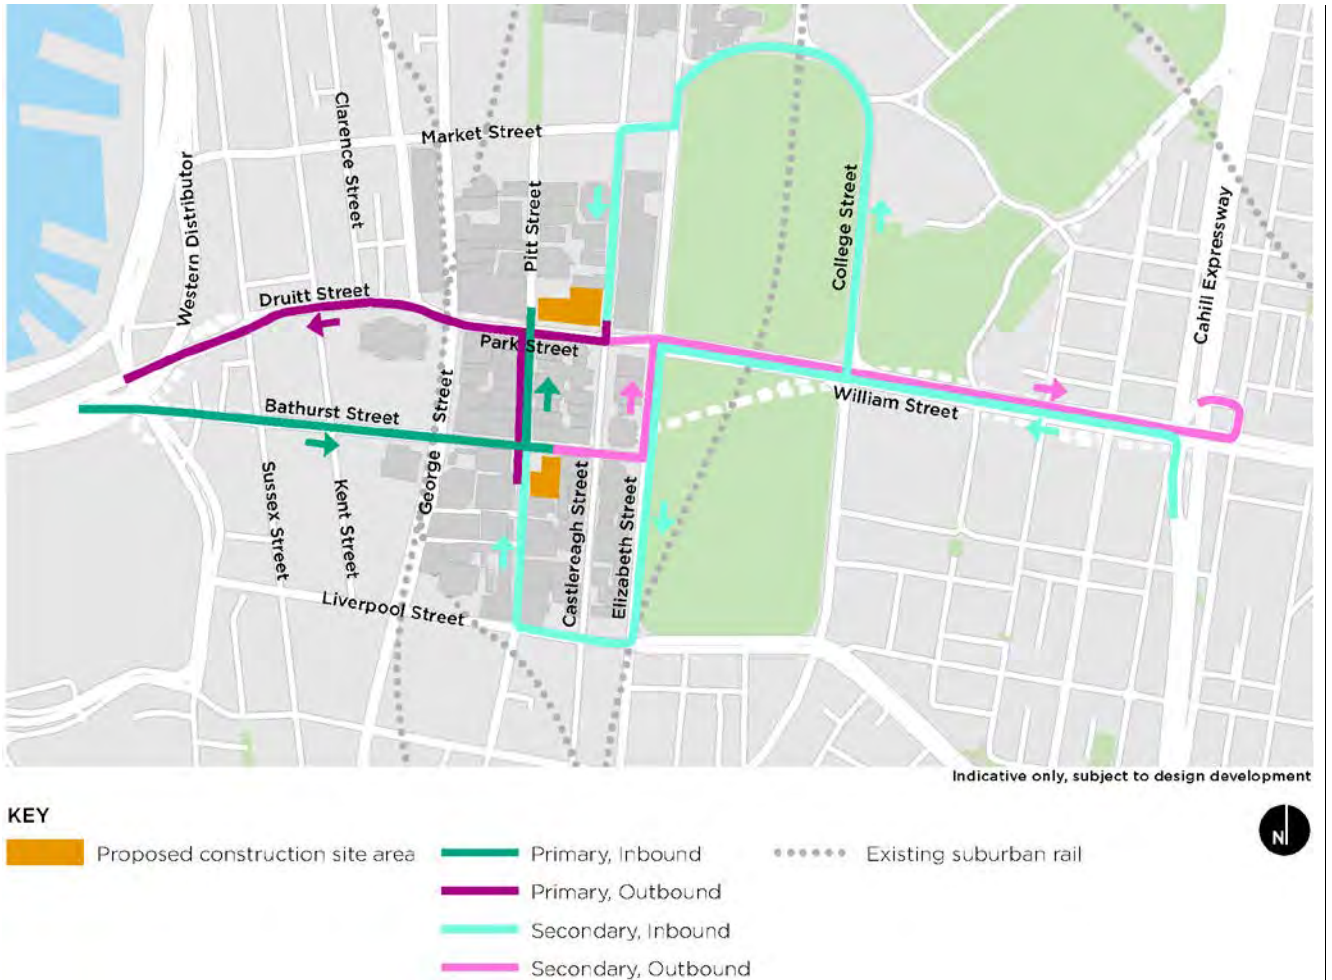 Market Street
Clarence Street
Western Distributor
Pitt Street
College Street
Cahill Expressway
Druitt Street
Park Street
Bathurst Street
William Street
George Street
Sussex Street
Kent Street
Castlereagh Street
Elizabeth Street
Liverpool Street
Indicative only, subject to design development
KEY
N
Proposed construction site area
Primary, Inbound
Existing suburban rail
Primary, Outbound
Secondary, Inbound
Secondary, Outbound